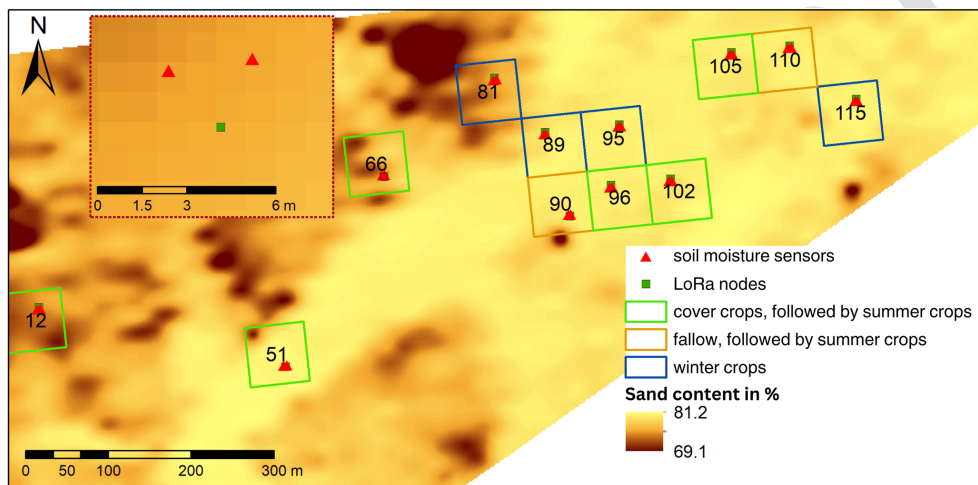 N
0 1.5 3 6 m
81
105
110
115
89
95
66
90
96
102
12
51
soil moisture sensors
LoRa nodes
cover crops, followed by summer crops
fallow, followed by summer crops
winter crops
Sand content in %
81.2
69.1
0 50 100 200 300 m